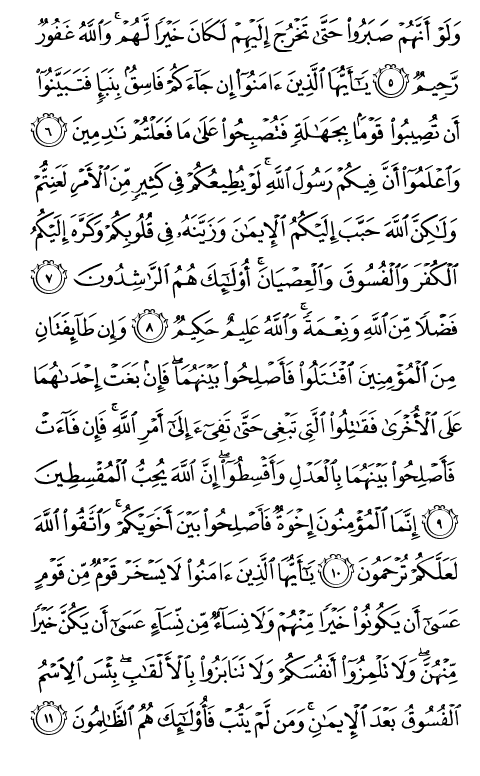 وَلَوۡ أَنَّهُمۡ صَبَرُواْ حَتَّىٰ تَخۡرُجَ إِلَيۡهِمۡ لَكَانَ خَيۡرٗا لَّهُمۡۚ وَٱللَّهُ غَفُورٞ
رَّحِيمٞ ٥ يَٰٓأَيُّهَا ٱلَّذِينَ ءَامَنُوٓاْ إِن جَآءَكُمۡ فَاسِقُۢ بِنَبَإٖ فَتَبَيَّنُوٓاْ
أَن تُصِيبُواْ قَوۡمَۢا بِجَهَٰلَةٖ فَتُصۡبِحُواْ عَلَىٰ مَا فَعَلۡتُمۡ نَٰدِمِينَ ٦
وَٱعۡلَمُوٓاْ أَنَّ فِيكُمۡ رَسُولَ ٱللَّهِۚ لَوۡ يُطِيعُكُمۡ فِي كَثِيرٖ مِّنَ ٱلۡأَمۡرِ لَعَنِتُّمۡ
وَلَٰكِنَّ ٱللَّهَ حَبَّبَ إِلَيۡكُمُ ٱلۡإِيمَٰنَ وَزَيَّنَهُۥ فِي قُلُوبِكُمۡ وَكَرَّهَ إِلَيۡكُمُ
ٱلۡكُفۡرَ وَٱلۡفُسُوقَ وَٱلۡعِصۡيَانَۚ أُوْلَٰٓئِكَ هُمُ ٱلرَّٰشِدُونَ ٧
فَضۡلٗا مِّنَ ٱللَّهِ وَنِعۡمَةٗۚ وَٱللَّهُ عَلِيمٌ حَكِيمٞ ٨ وَإِن طَآئِفَتَانِ
مِنَ ٱلۡمُؤۡمِنِينَ ٱقۡتَتَلُواْ فَأَصۡلِحُواْ بَيۡنَهُمَاۖ فَإِنۢ بَغَتۡ إِحۡدَىٰهُمَا
عَلَى ٱلۡأُخۡرَىٰ فَقَٰتِلُواْ ٱلَّتِي تَبۡغِي حَتَّىٰ تَفِيٓءَ إِلَىٰٓ أَمۡرِ ٱللَّهِۚ فَإِن فَآءَتۡ
فَأَصۡلِحُواْ بَيۡنَهُمَا بِٱلۡعَدۡلِ وَأَقۡسِطُوٓاْۖ إِنَّ ٱللَّهَ يُحِبُّ ٱلۡمُقۡسِطِينَ
٩ إِنَّمَا ٱلۡمُؤۡمِنُونَ إِخۡوَةٞ فَأَصۡلِحُواْ بَيۡنَ أَخَوَيۡكُمۡۚ وَٱتَّقُواْ ٱللَّهَ
لَعَلَّكُمۡ تُرۡحَمُونَ ١٠ يَٰٓأَيُّهَا ٱلَّذِينَ ءَامَنُواْ لَا يَسۡخَرۡ قَوۡمٞ مِّن قَوۡمٍ
عَسَىٰٓ أَن يَكُونُواْ خَيۡرٗا مِّنۡهُمۡ وَلَا نِسَآءٞ مِّن نِّسَآءٍ عَسَىٰٓ أَن يَكُنَّ خَيۡرٗا
مِّنۡهُنَّۖ وَلَا تَلۡمِزُوٓاْ أَنفُسَكُمۡ وَلَا تَنَابَزُواْ بِٱلۡأَلۡقَٰبِۖ بِئۡسَ ٱلِٱسۡمُ
ٱلۡفُسُوقُ بَعۡدَ ٱلۡإِيمَٰنِۚ وَمَن لَّمۡ يَتُبۡ فَأُوْلَٰٓئِكَ هُمُ ٱلظَّٰلِمُونَ ١١